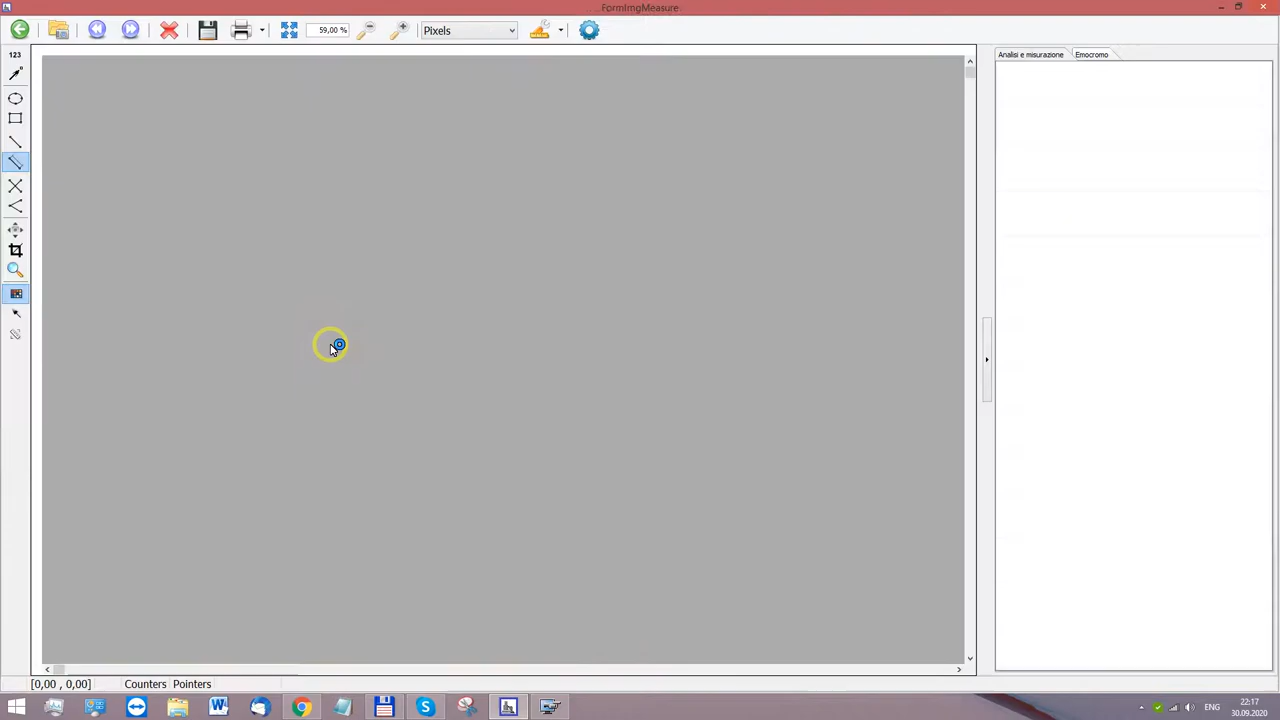 FormImgMeasure
59,00 %
Pixels
123
Analisi e misurazione
Emocromo
[0,00 , 0,00]
Counters
Pointers
ENG
22:17
30.09.2020